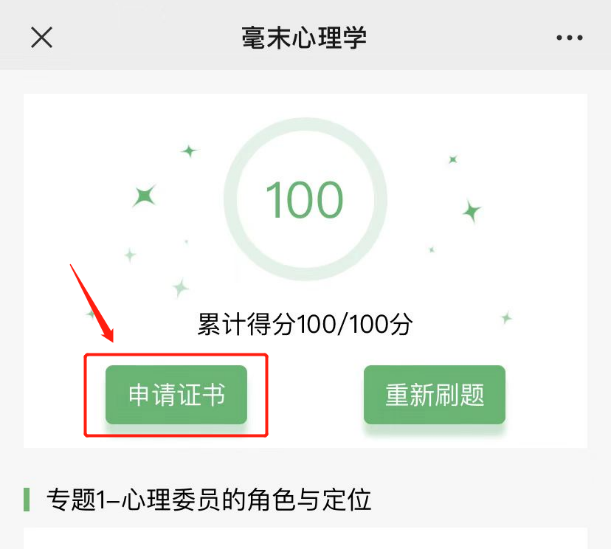 毫末心理学
100
累计得分100/100分
申请证书
重新刷题
专题1-心理委员的角色与定位